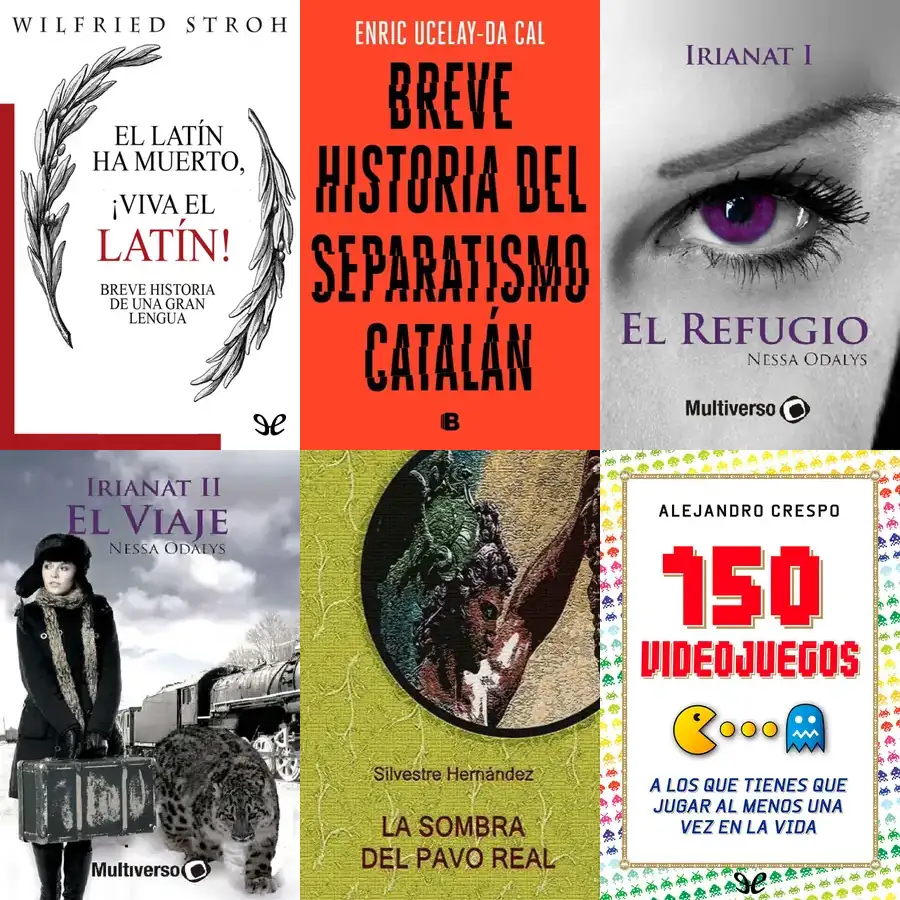 WILFRIED STROH
EL LATÍN
HA MUERTO,
¡VIVA EL
LATÍN!
BREVE HISTORIA
DE UNA GRAN
LENGUA
ENRIC UCELAY-DA CAL
BREVE
HISTORIA DEL
SEPARATISMO
CATALÁN
B
IRIANAT I
EL REFUGIO
NESSA ODALYS
Multiverso
IRIANAT II
EL VIAJE
NESSA ODALYS
Multiverso
Silvestre Hernández
LA SOMBRA
DEL PAVO REAL
ALEJANDRO CRESPO
150
VIDEOJUEGOS
A LOS QUE TIENES QUE
JUGAR AL MENOS UNA
VEZ EN LA VIDA